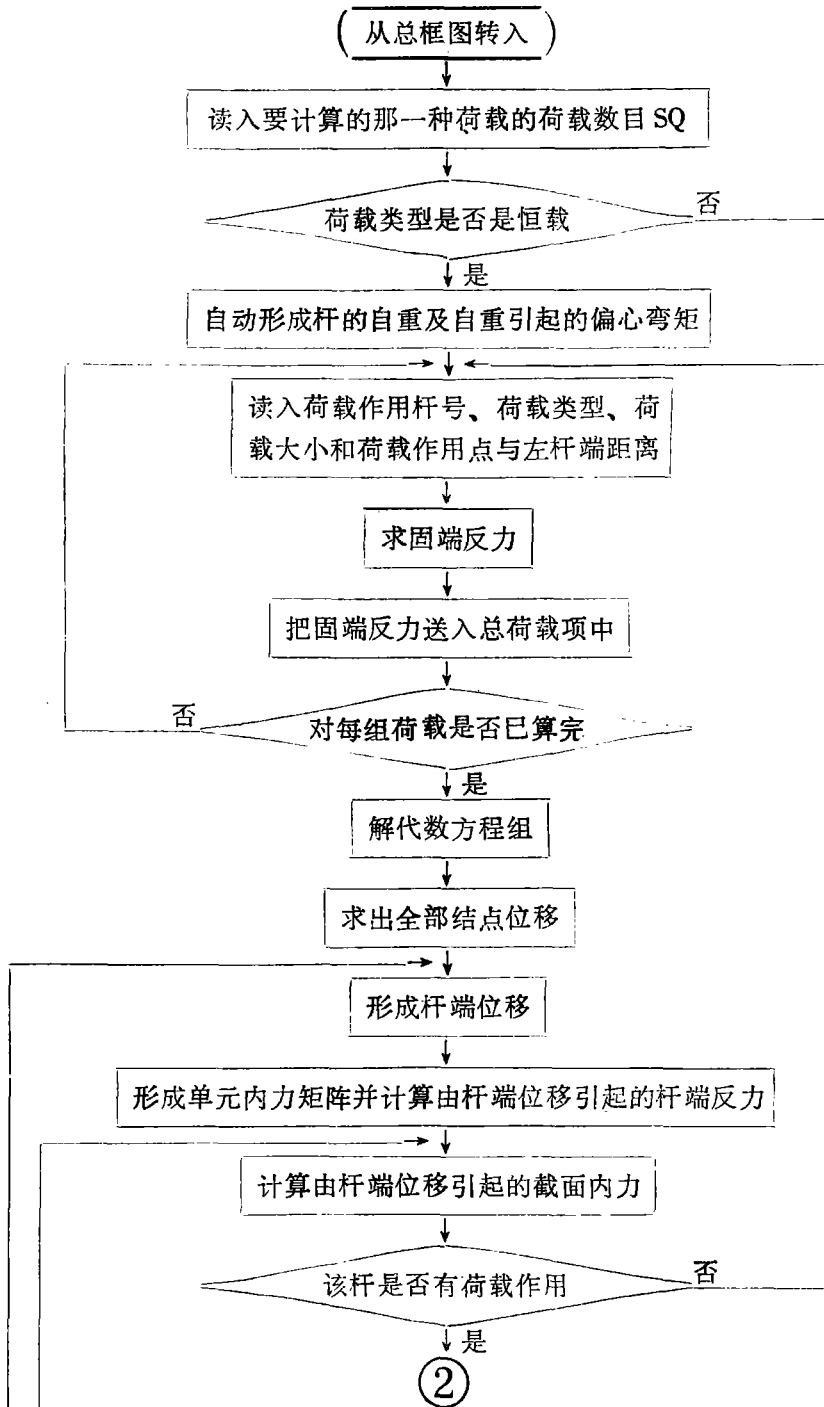 从总框图转入
读入要计算的那一种荷载的荷载数目 SQ
荷载类型是否是恒载
否
是
自动形成杆的自重及自重引起的偏心弯矩
读入荷载作用杆号、荷载类型、荷
载大小和荷载作用点与左杆端距离
求固端反力
把固端反力送入总荷载项中
否
对每组荷载是否已算完
是
解代数方程组
求出全部结点位移
形成杆端位移
形成单元内力矩阵并计算由杆端位移引起的杆端反力
计算由杆端位移引起的截面内力
该杆是否有荷载作用
否
是
②